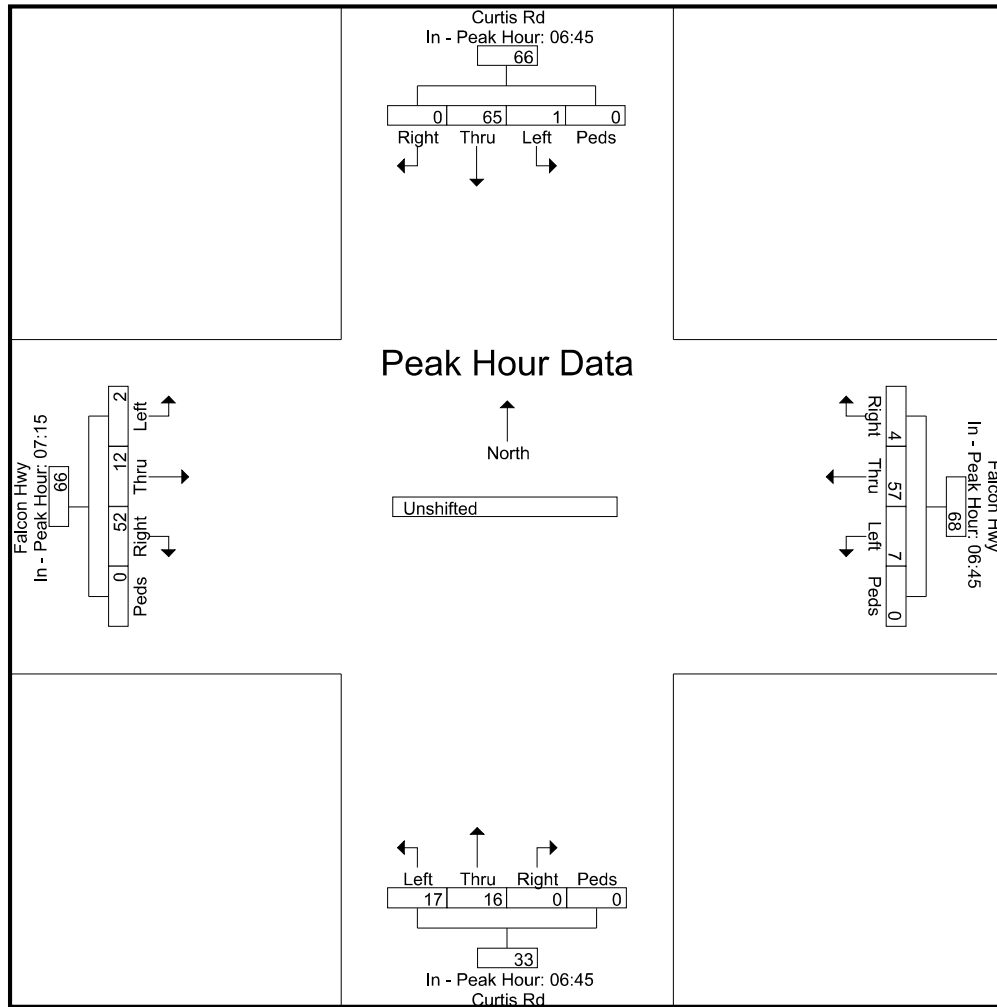 Curtis Rd
In - Peak Hour: 06:45
66
0 65 1 0
Right Thru Left Peds
Peak Hour Data
North
Unshifted
Falcon Hwy
In - Peak Hour: 07:15
66
2 12 52 0
Left Thru Right Peds
Falcon Hwy
In - Peak Hour: 06:45
68
4 57 7 0
Right Thru Left Peds
Left Thru Right Peds
17 16 0 0
33
In - Peak Hour: 06:45
Curtis Rd